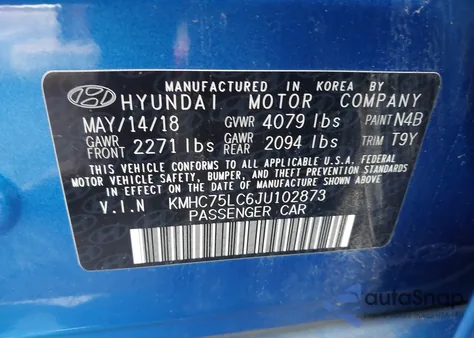 MANUFACTURED IN KOREA BY
HYUNDAI MOTOR COMPANY
MAY/14/18 GVWR 4079 lbs PAINT N4B
GAWR FRONT 2271 lbs GAWR REAR 2094 lbs TRIM T9Y
THIS VEHICLE CONFORMS TO ALL APPLICABLE U.S.A. FEDERAL
MOTOR VEHICLE SAFETY, BUMPER, AND THEFT PREVENTION STANDARDS
IN EFFECT ON THE DATE OF MANUFACTURE SHOWN ABOVE.
V.I.N KMHC75LC6JU102873
PASSENGER CAR
autoSnap